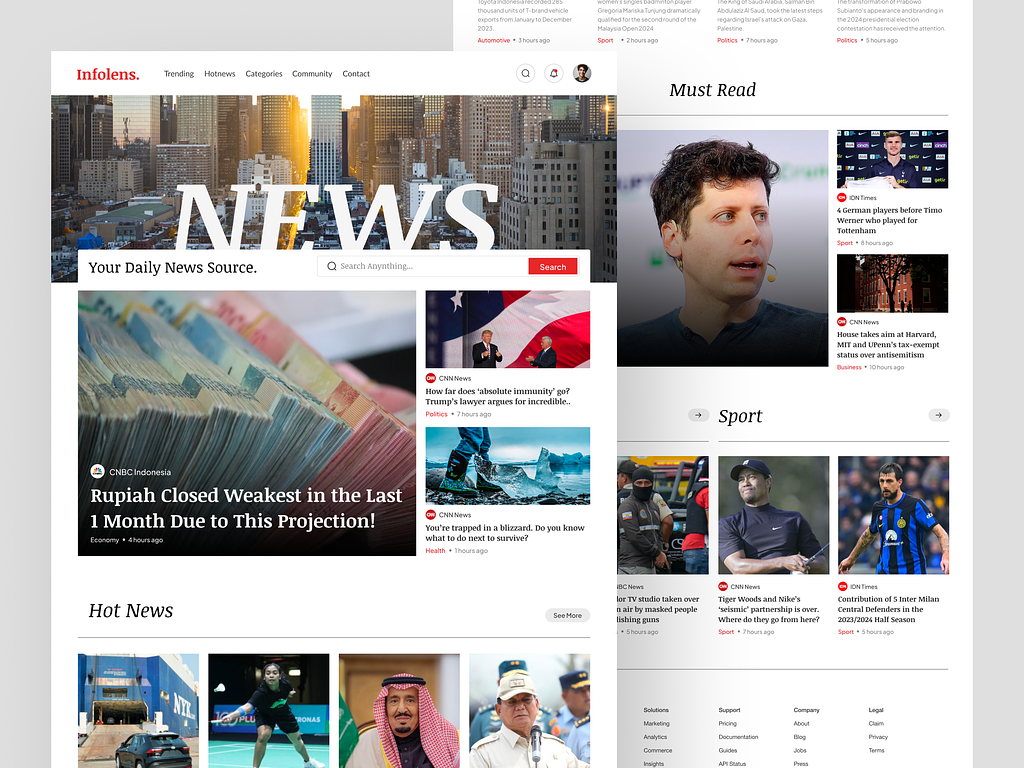 Toyota Indonesia recorded 285
thousand units of T-brand vehicle
exports from January to December
2023.
Automotive • 3 hours ago
women's singles badminton player
Gregoria Mariska Tunjung dramatically
qualified for the second round of the
Malaysia Open 2024
Sport • 2 hours ago
The King of Saudi Arabia, Salman Bin
Abdulaziz Al Saud, took the latest steps
regarding Israel's attack on Gaza,
Palestine.
Politics • 7 hours ago
The transformation of Prabowo
Subianto's appearance and branding in
the 2024 presidential election
contestation has received the attention.
Politics • 5 hours ago
Infolens.
Trending
Hotnews
Categories
Community
Contact
NEWS
Your Daily News Source.
Search Anything...
Search
CNBC Indonesia
Rupiah Closed Weakest in the Last
1 Month Due to This Projection!
Economy • 4 hours ago
CNN News
How far does ‘absolute immunity’ go?
Trump’s lawyer argues for incredible..
Politics • 7 hours ago
CNN News
You’re trapped in a blizzard. Do you know
what to do next to survive?
Health • 1 hours ago
Hot News
See More
NYK
Must Read
IDN Times
4 German players before Timo
Werner who played for
Tottenham
Sport • 8 hours ago
CNN News
House takes aim at Harvard,
MIT and UPenn’s tax-exempt
status over antisemitism
Business • 10 hours ago
Sport
NBC News
dor TV studio taken over
n air by masked people
lishing guns
• 5 hours ago
CNN News
Tiger Woods and Nike’s
‘seismic’ partnership is over.
Where do they go from here?
Sport • 7 hours ago
IDN Times
Contribution of 5 Inter Milan
Central Defenders in the
2023/2024 Half Season
Sport • 5 hours ago
Solutions
Marketing
Analytics
Commerce
Insights
Support
Pricing
Documentation
Guides
API Status
Company
About
Blog
Jobs
Press
Legal
Claim
Privacy
Terms